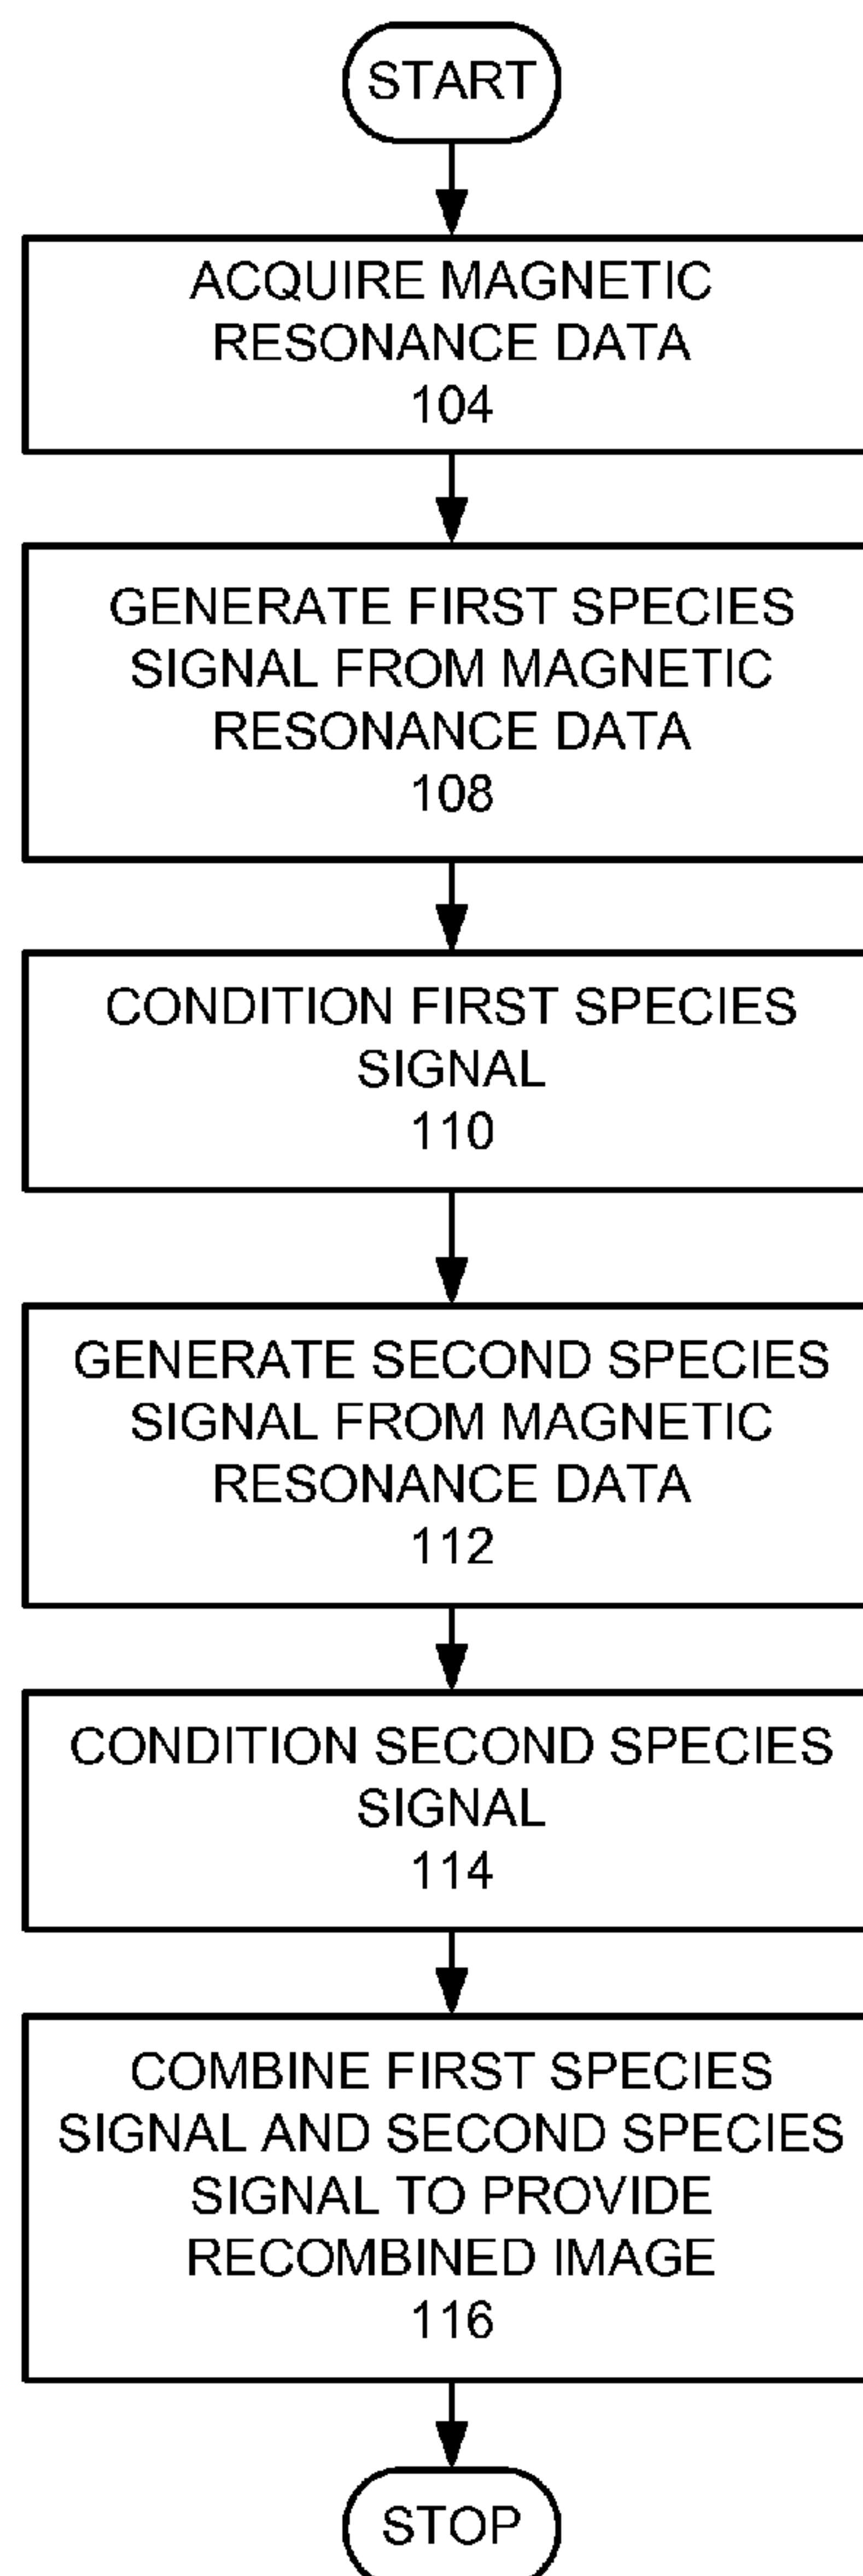 START
ACQUIRE MAGNETIC
RESONANCE DATA
104
GENERATE FIRST SPECIES
SIGNAL FROM MAGNETIC
RESONANCE DATA
108
CONDITION FIRST SPECIES
SIGNAL
110
GENERATE SECOND SPECIES
SIGNAL FROM MAGNETIC
RESONANCE DATA
112
CONDITION SECOND SPECIES
SIGNAL
114
COMBINE FIRST SPECIES
SIGNAL AND SECOND SPECIES
SIGNAL TO PROVIDE
RECOMBINED IMAGE
116
STOP